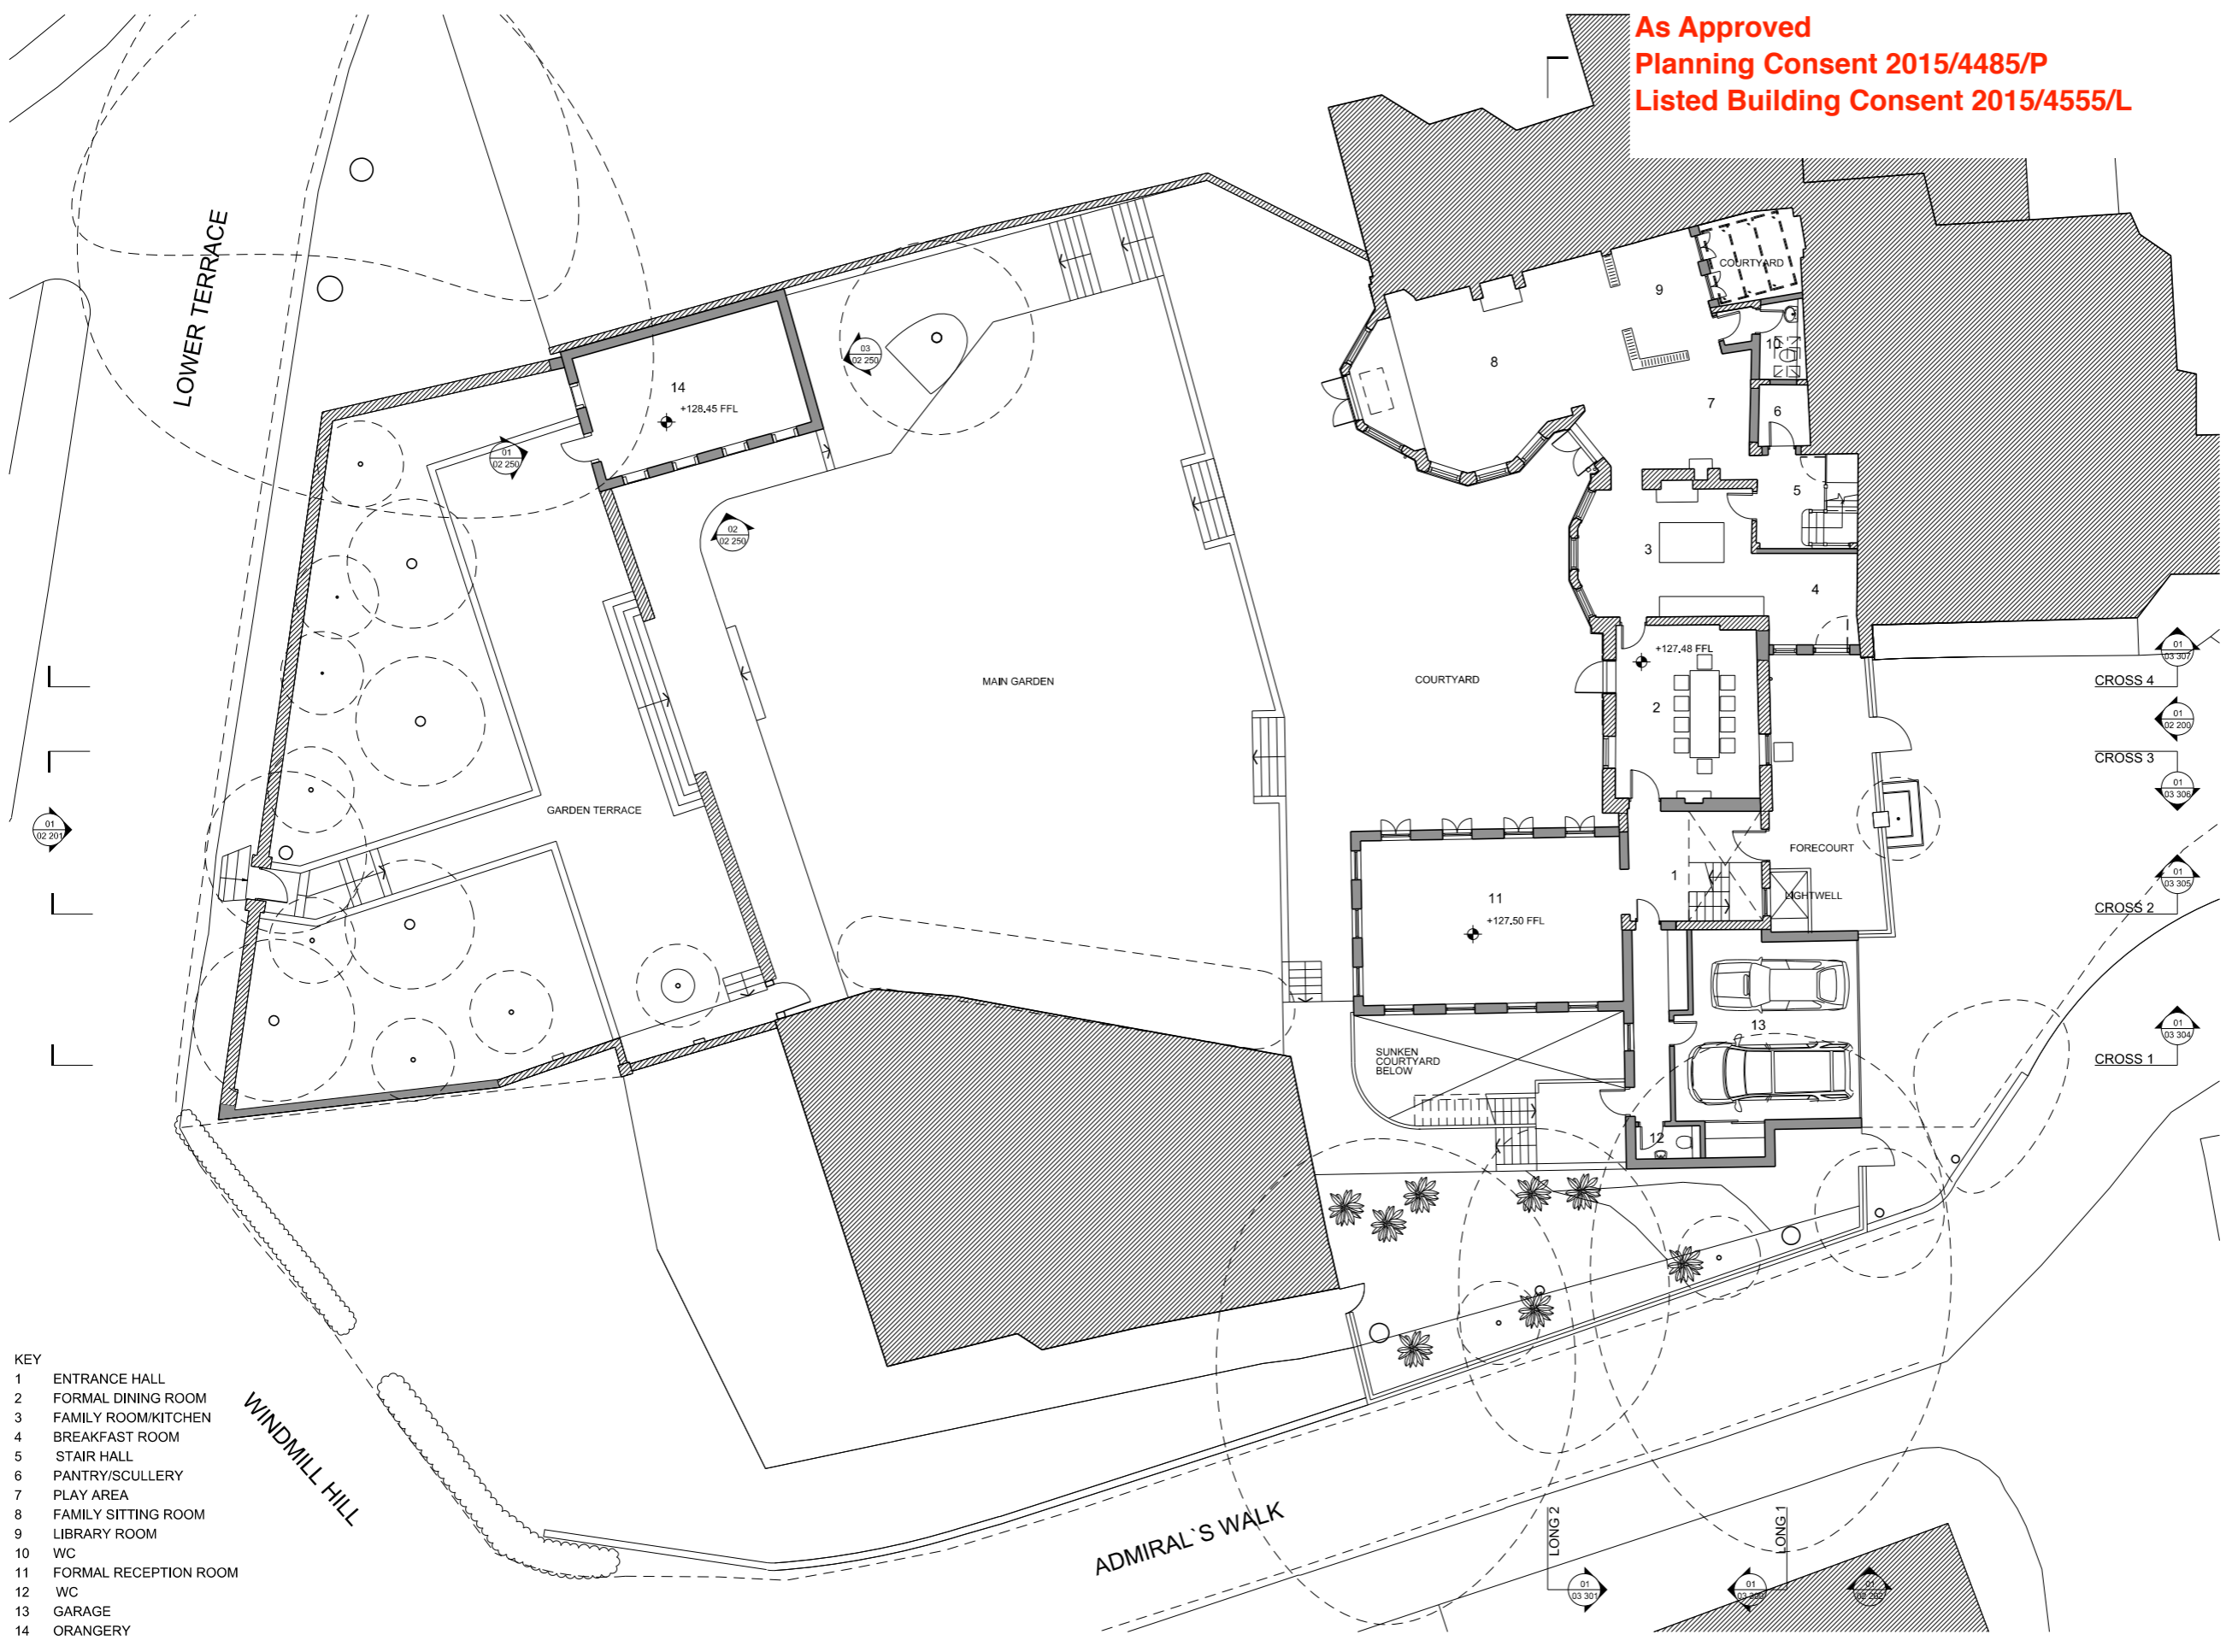 As Approved
Planning Consent 2015/4485/P
Listed Building Consent 2015/4555/L
LOWER TERRACE
COURTYARD
9
10
8
7
6
5
3
4
14
+128.45 FFL
03
02 250
01
02 250
02
02 250
MAIN GARDEN
COURTYARD
+127.48 FFL
2
GARDEN TERRACE
FORECOURT
1
LIGHTWELL
11
+127.50 FFL
13
SUNKEN
COURTYARD
BELOW
12
01
02 201
01
03 307
CROSS 4
01
02 200
CROSS 3
01
03 306
01
03 305
CROSS 2
01
03 304
CROSS 1
WINDMILL HILL
ADMIRAL`S WALK
LONG 2
LONG 1
01
03 301
01
03 300
01
02 202
KEY
1 ENTRANCE HALL
2 FORMAL DINING ROOM
3 FAMILY ROOM/KITCHEN
4 BREAKFAST ROOM
5 STAIR HALL
6 PANTRY/SCULLERY
7 PLAY AREA
8 FAMILY SITTING ROOM
9 LIBRARY ROOM
10 WC
11 FORMAL RECEPTION ROOM
12 WC
13 GARAGE
14 ORANGERY